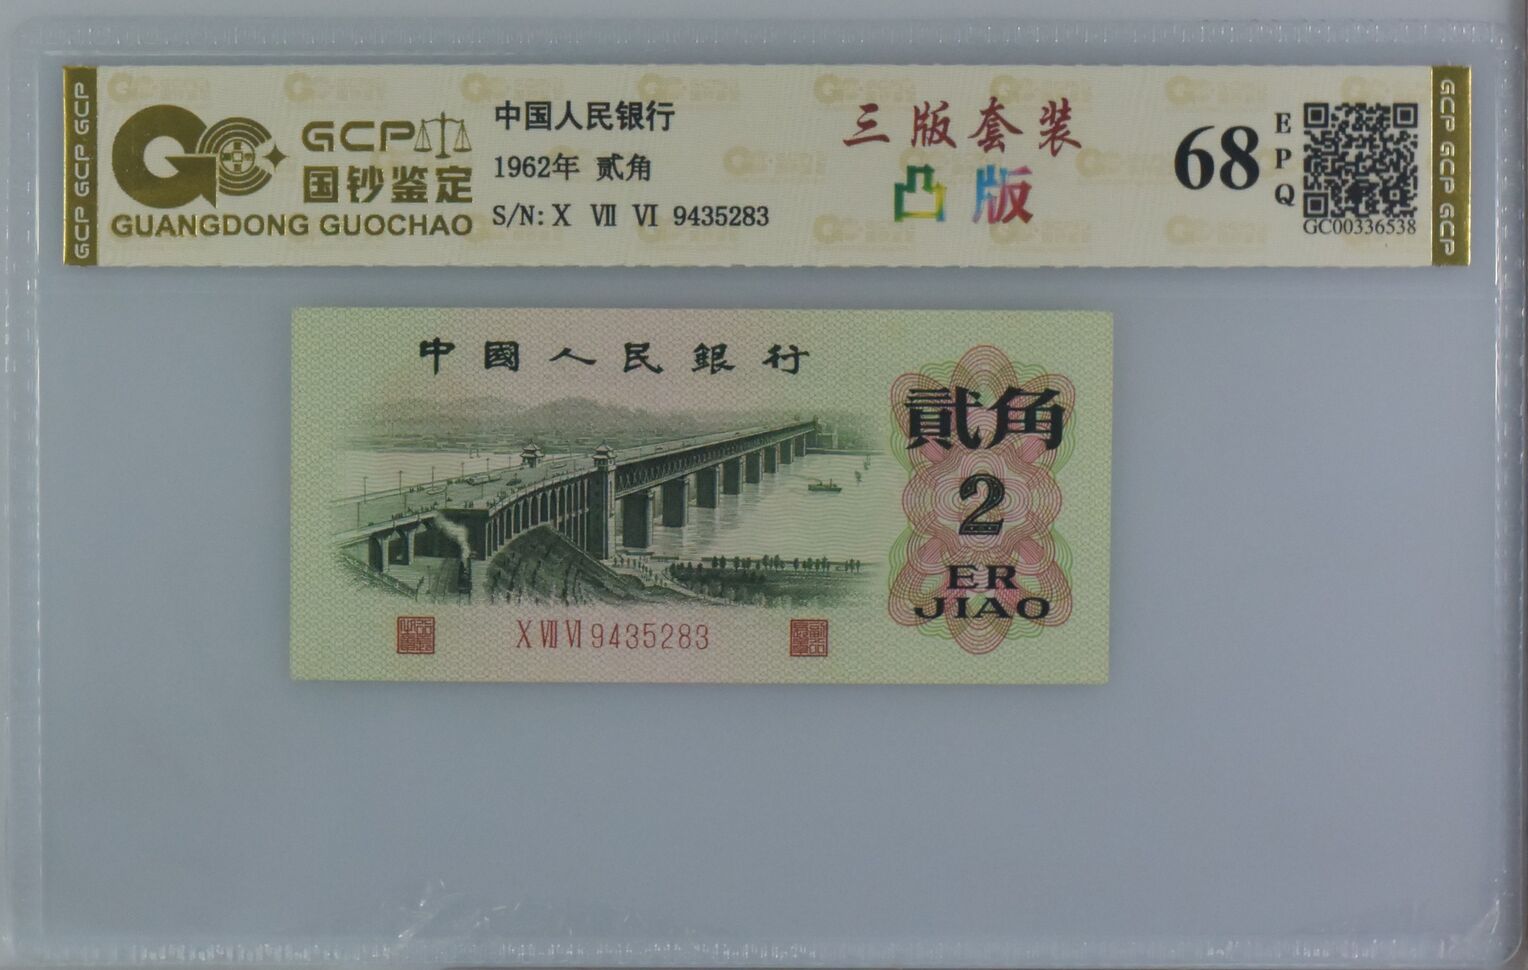 GCP GCP GCP
GCP
国钞鉴定
GUANGDONG GUOCHAO
中国人民银行
1962年 贰角
S/N: X VII VI 9435283
三版套装
凸版
68
EPQ
GC00336538
GCP GCP GCP
中國人民銀行
貳角
2
ER
JIAO
X VII VI 9435283